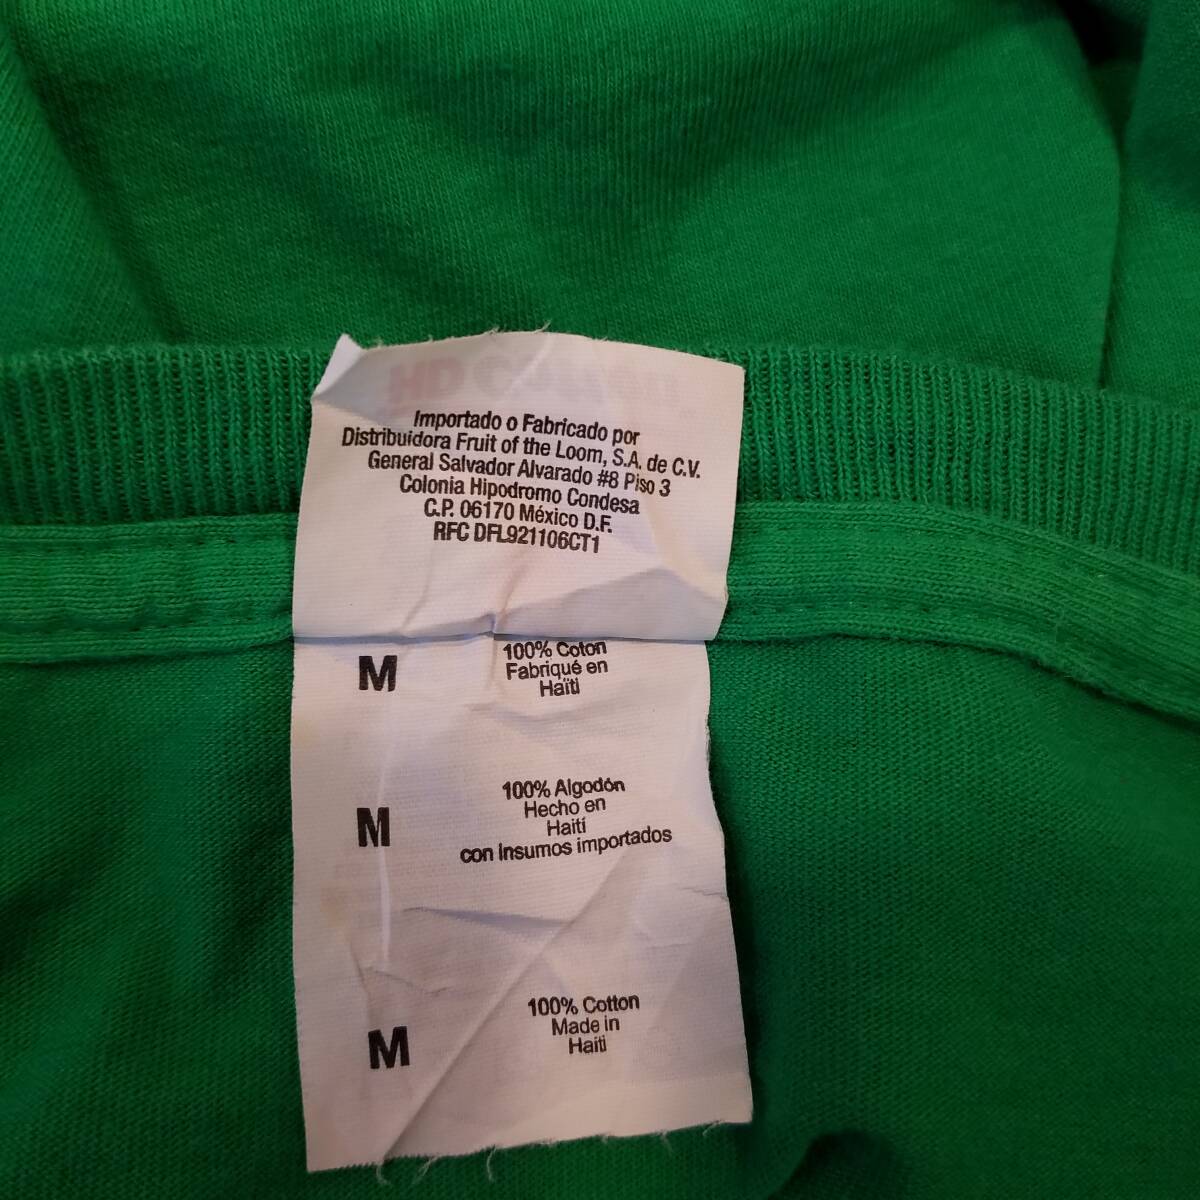 Importado o Fabricado por
Distribuidora Fruit of the Loom, S.A. de C.V.
General Salvador Alvarado #8 Piso 3
Colonia Hipodromo Condesa
C.P. 06170 México D.F.
RFC DFL921106CT1
M
100% Coton
Fabriqué en
Haïti
M
100% Algodón
Hecho en
Haití
con insumos importados
M
100% Cotton
Made in
Haiti